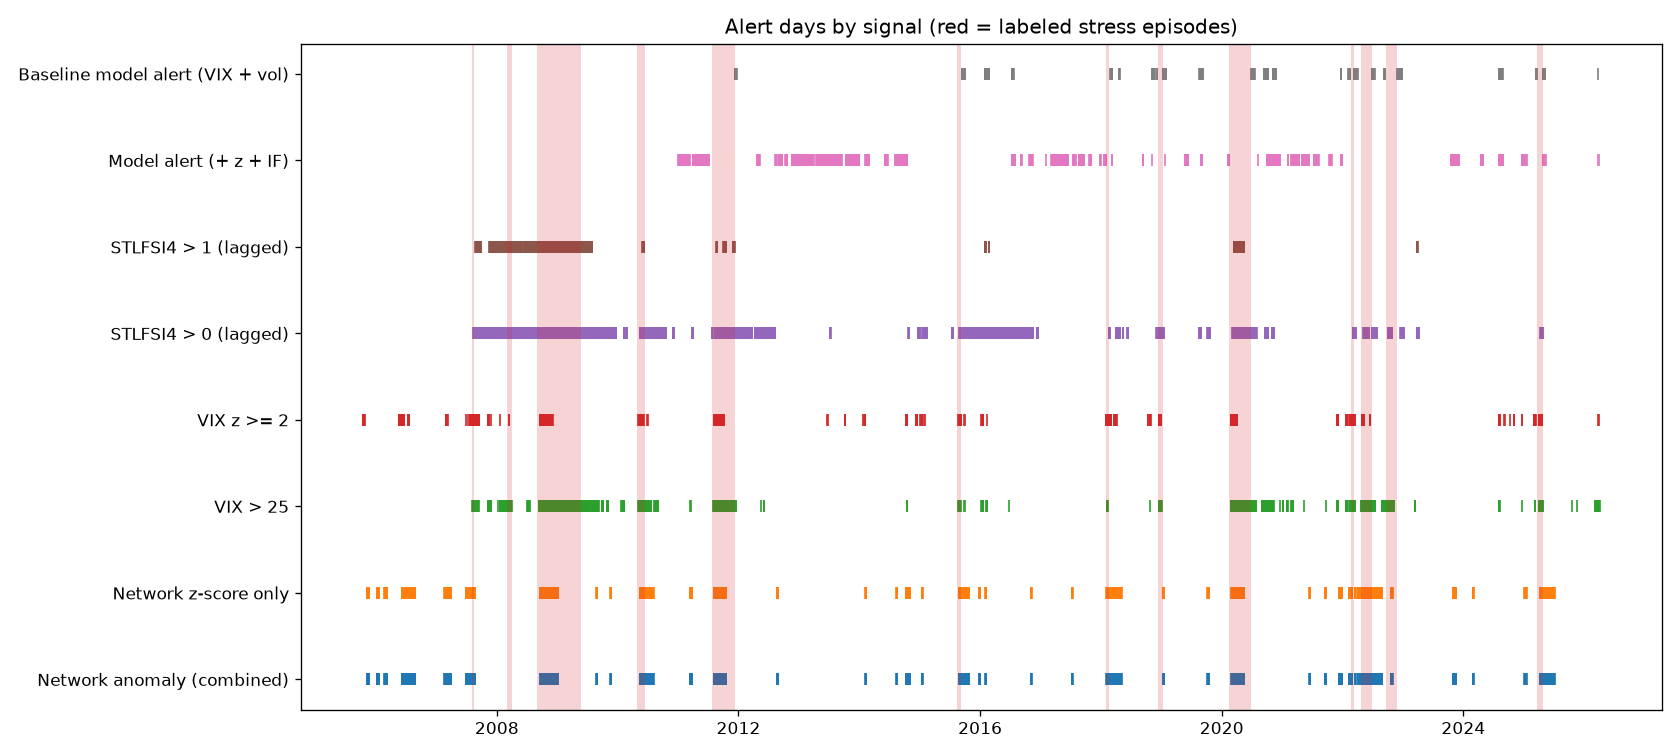 Alert days by signal (red = labeled stress episodes)
Baseline model alert (VIX + vol)
Model alert (+ z + IF)
STLFSI4 > 1 (lagged)
STLFSI4 > 0 (lagged)
VIX z >= 2
VIX > 25
Network z-score only
Network anomaly (combined)
2008 2012 2016 2020 2024